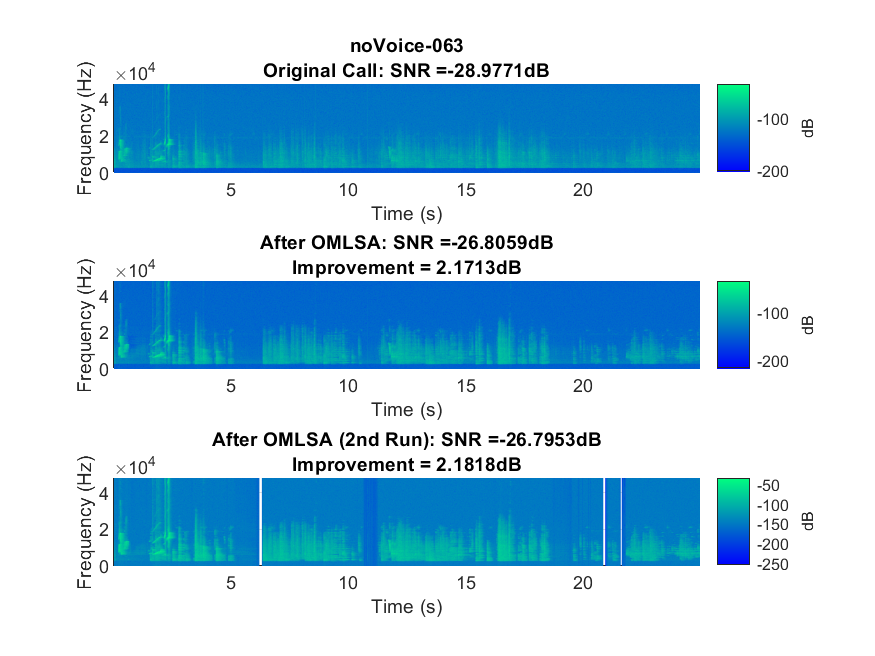 noVoice-063
Original Call: SNR =-28.9771dB
×10⁴
Frequency (Hz)
4
2
0
5 10 15 20
Time (s)
-100
-200
dB
After OMLSA: SNR =-26.8059dB
Improvement = 2.1713dB
×10⁴
Frequency (Hz)
4
2
0
5 10 15 20
Time (s)
-100
-200
dB
After OMLSA (2nd Run): SNR =-26.7953dB
Improvement = 2.1818dB
×10⁴
Frequency (Hz)
4
2
0
5 10 15 20
Time (s)
-50
-100
-150
-200
-250
dB